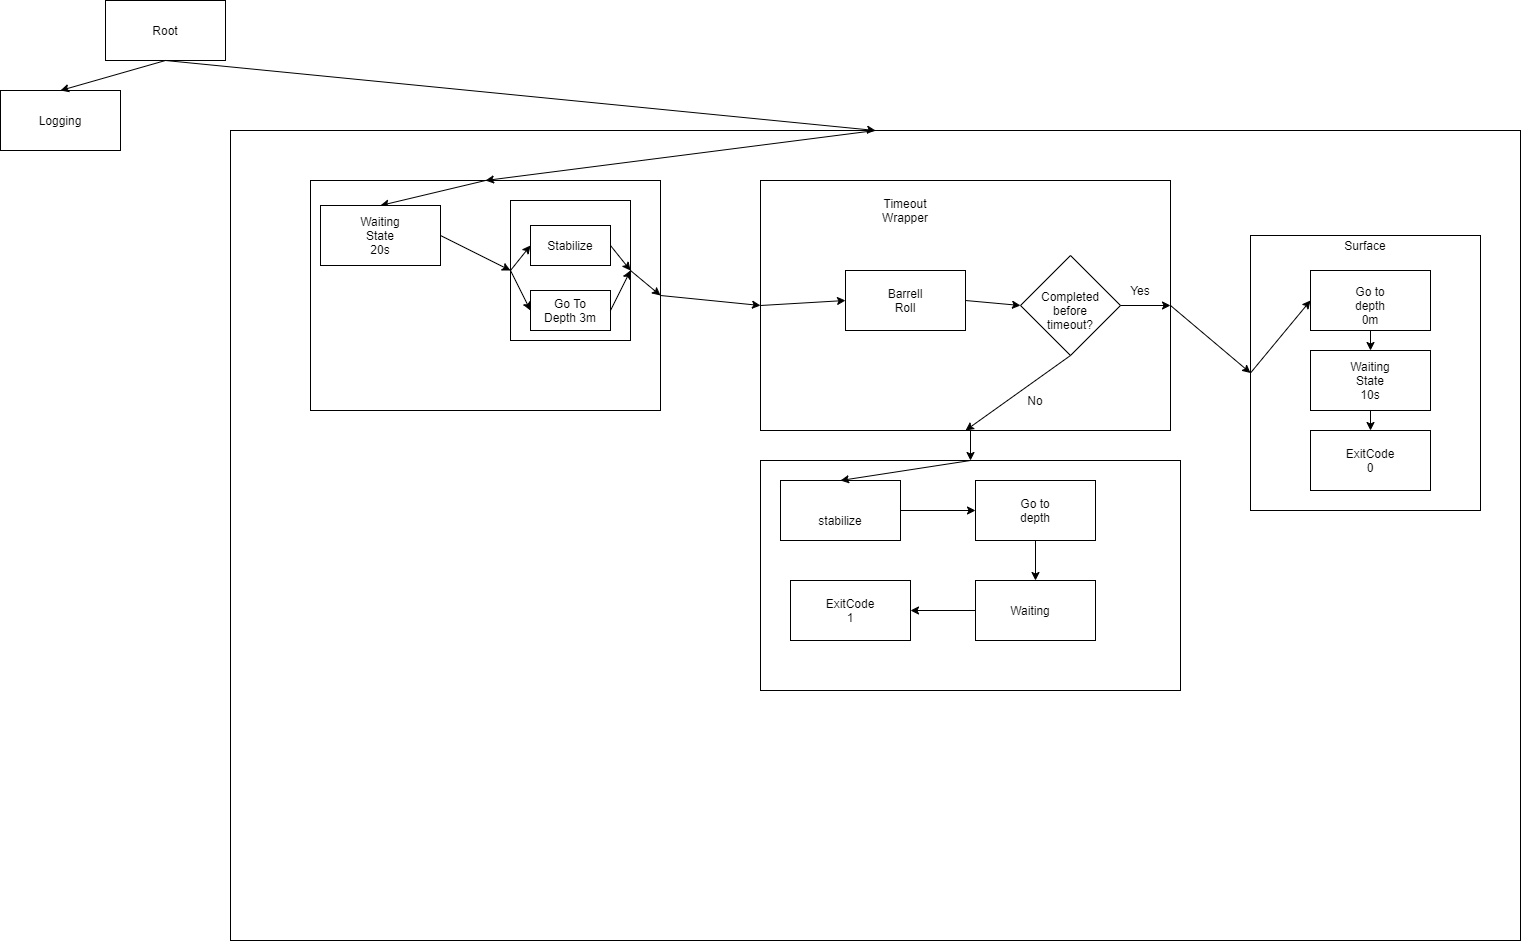 Root
Logging
Waiting
State
20s
Stabilize
Go To
Depth 3m
Timeout
Wrapper
Barrell
Roll
Completed
before
timeout?
Yes
No
Surface
Go to
depth
0m
Waiting
State
10s
ExitCode
0
stabilize
Go to
depth
Waiting
ExitCode
1